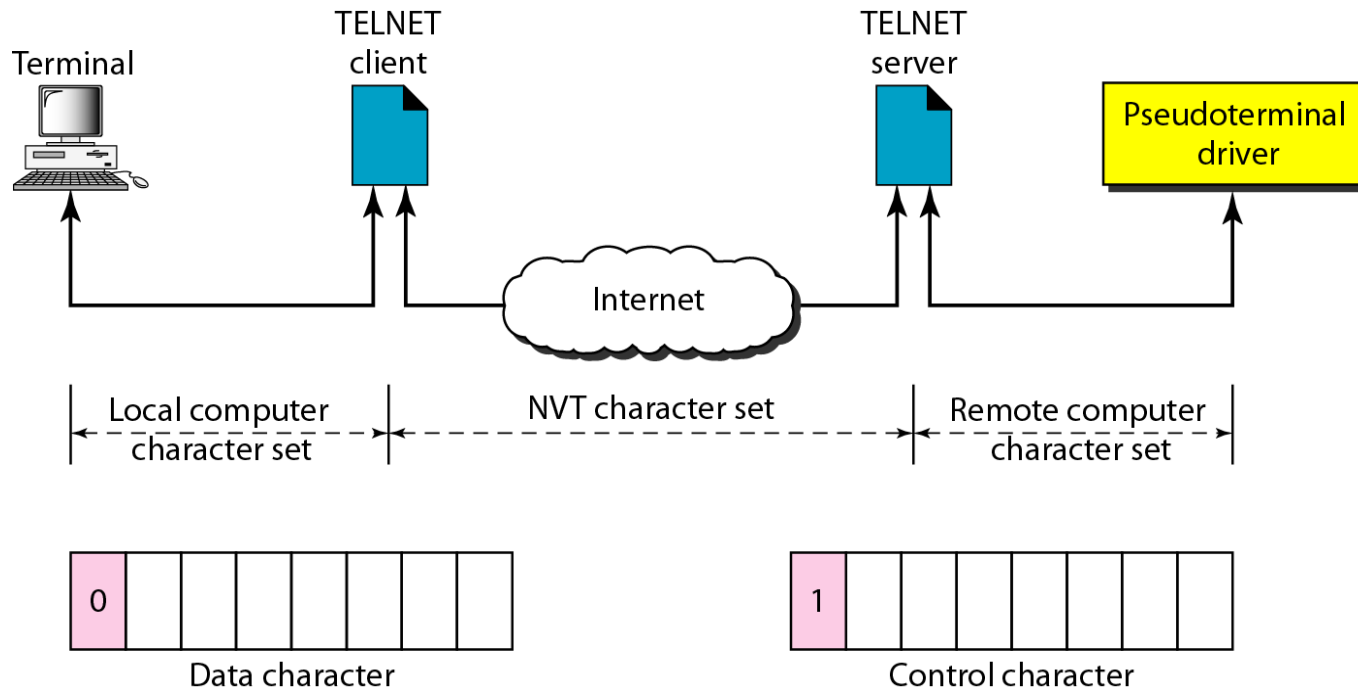 TELNET
client
TELNET
server
Terminal
Pseudoterminal
driver
Internet
Local computer
character set
NVT character set
Remote computer
character set
0
1
Data character
Control character